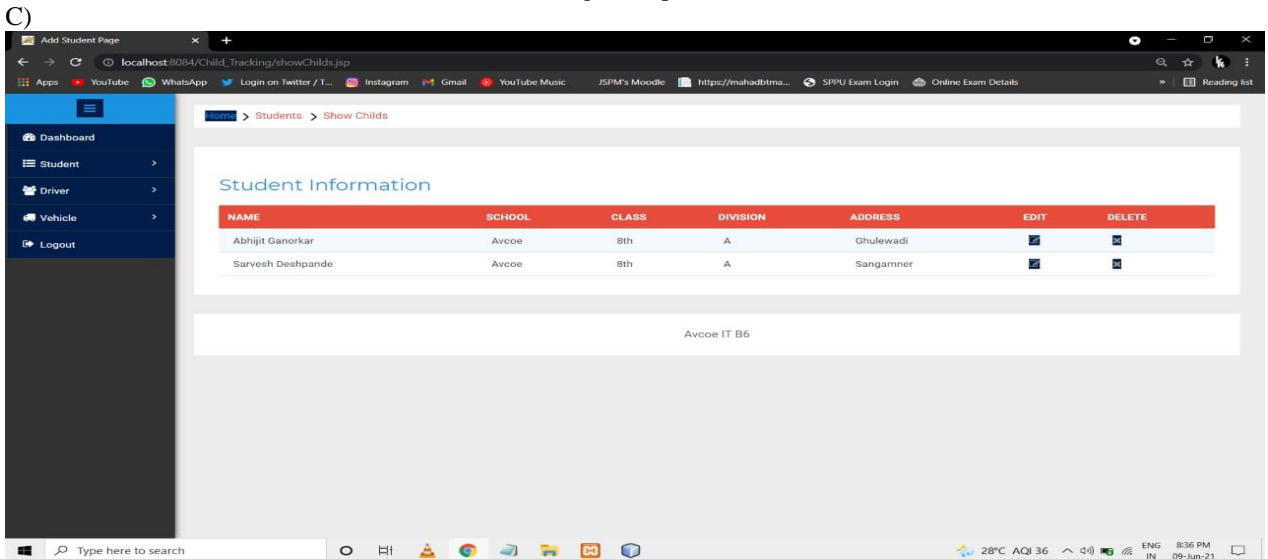 C)
Add Student Page
localhost:8084/Child_Tracking/showChilds.jsp
Apps YouTube WhatsApp Login on Twitter / T... Instagram Gmail YouTube Music JSPM's Moodle https://mahadbtma... SPPU Exam Login Online Exam Details » Reading list
Home > Students > Show Childs
Dashboard
Student >
Driver >
Vehicle >
Logout
Student Information
NAME SCHOOL CLASS DIVISION ADDRESS EDIT DELETE
Abhijit Ganorkar Avcoe 8th A Ghulewadi
Sarvesh Deshpande Avcoe 8th A Sangamner
Avcoe IT B6
Type here to search 28°C AQI 36 ENG IN 8:36 PM 09-Jun-21